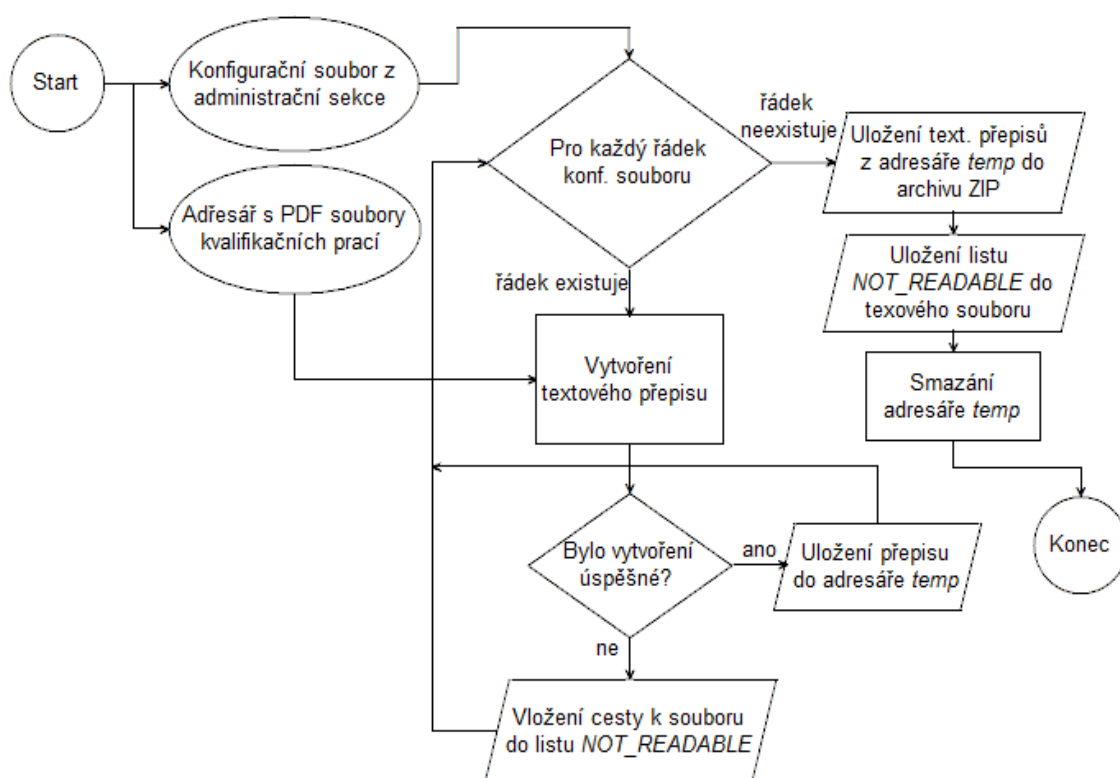 Start
Konfigurační soubor z
administrační sekce
Adřesář s PDF soubory
kvalifikačních prací
Pro každý řádek
konf. souboru
řádek
neexistuje
Uložení text. přepisů
z adresáře temp do
archivu ZIP
Uložení listu
NOT_READABLE do
texového souboru
Smazání
adresáře temp
Konec
řádek existuje
Vytvoření
textového přepisu
Bylo vytvoření
úspěšné?
ano
Uložení přepisu
do adresáře temp
ne
Vložení cesty k souboru
do listu NOT_READABLE